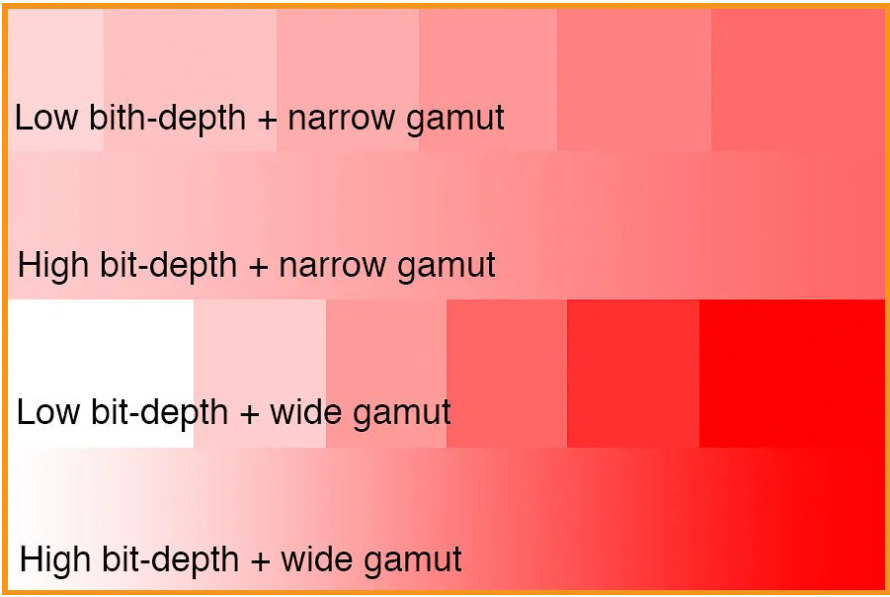 Low bith-depth + narrow gamut
High bit-depth + narrow gamut
Low bit-depth + wide gamut
High bit-depth + wide gamut